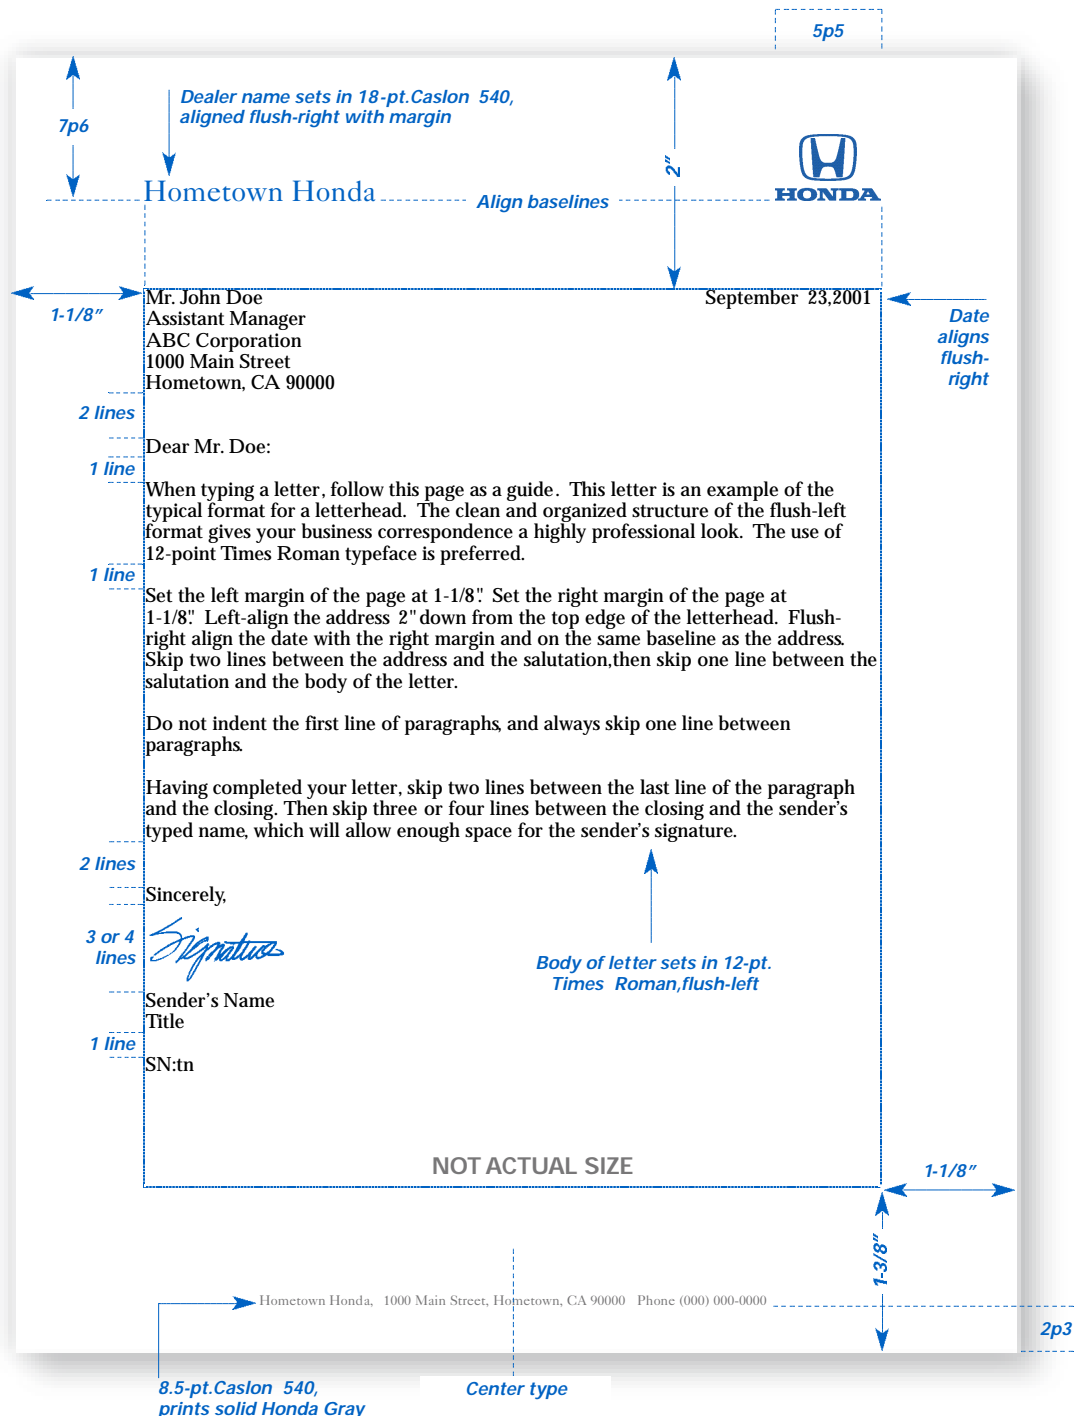 5p5
Dealer name sets in 18-pt.Caslon 540,
aligned flush-right with margin
7p6
2"
Hometown Honda
Align baselines
HONDA
1-1/8"
Mr. John Doe
September 23,2001
Assistant Manager
ABC Corporation
1000 Main Street
Hometown, CA 90000
Date
aligns
flush-
right
2 lines
Dear Mr. Doe:
1 line
When typing a letter, follow this page as a guide. This letter is an example of the
typical format for a letterhead. The clean and organized structure of the flush-left
format gives your business correspondence a highly professional look. The use of
12-point Times Roman typeface is preferred.
1 line
Set the left margin of the page at 1-1/8". Set the right margin of the page at
1-1/8". Left-align the address 2" down from the top edge of the letterhead. Flush-
right align the date with the right margin and on the same baseline as the address.
Skip two lines between the address and the salutation,then skip one line between the
salutation and the body of the letter.
Do not indent the first line of paragraphs, and always skip one line between
paragraphs.
Having completed your letter, skip two lines between the last line of the paragraph
and the closing. Then skip three or four lines between the closing and the sender's
typed name, which will allow enough space for the sender's signature.
2 lines
Sincerely,
3 or 4
lines
Signature
Body of letter sets in 12-pt.
Times Roman,flush-left
Sender's Name
Title
1 line
SN:tn
NOT ACTUAL SIZE
1-1/8"
1-3/8"
Hometown Honda, 1000 Main Street, Hometown, CA 90000 Phone (000) 000-0000
2p3
8.5-pt.Caslon 540,
prints solid Honda Gray
Center type